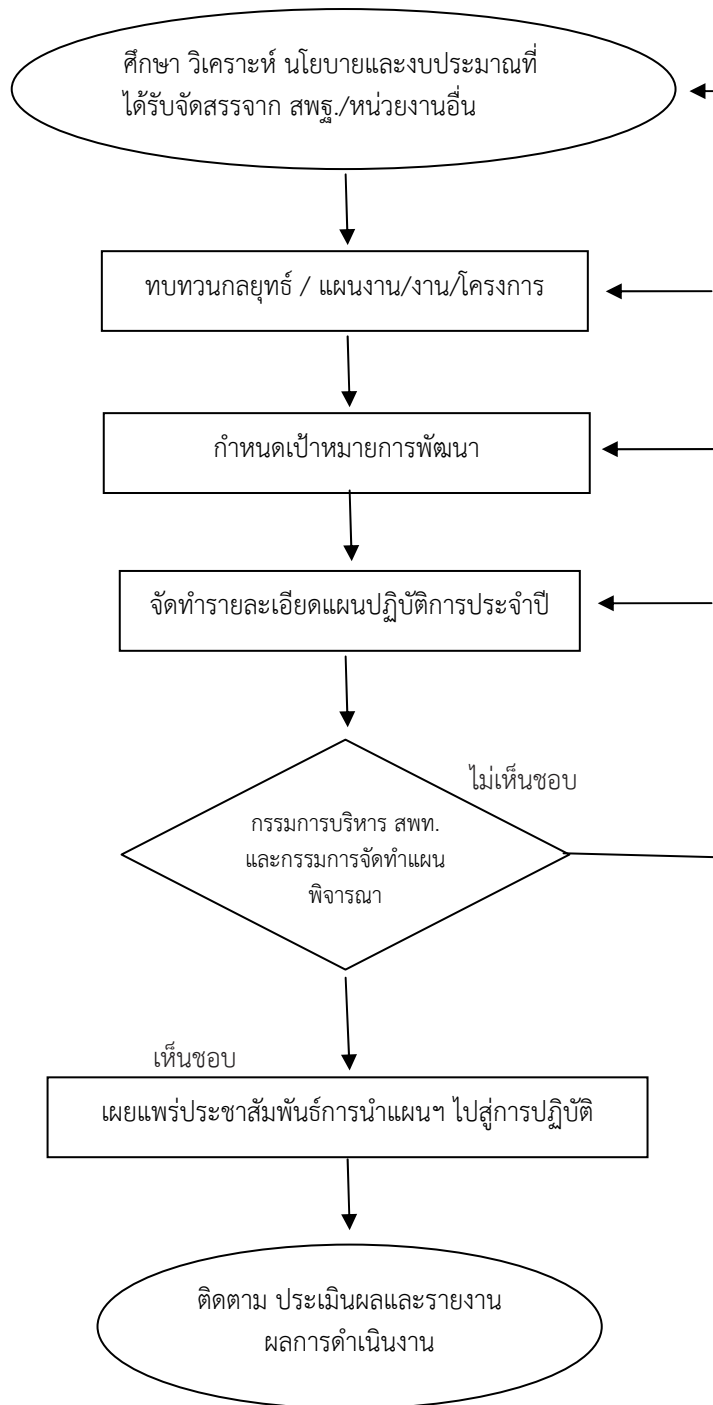 ศึกษา วิเคราะห์ นโยบายและงบประมาณที่
ได้รับจัดสรรจาก สพฐ./หน่วยงานอื่น
ทบทวนกลยุทธ์ / แผนงาน/งาน/โครงการ
กำหนดเป้าหมายการพัฒนา
จัดทำรายละเอียดแผนปฏิบัติการประจำปี
ไม่เห็นชอบ
กรรมการบริหาร สพท.
และกรรมการจัดทำแผน
พิจารณา
เห็นชอบ
เผยแพร่ประชาสัมพันธ์การนำแผนฯ ไปสู่การปฏิบัติ
ติดตาม ประเมินผลและรายงาน
ผลการดำเนินงาน